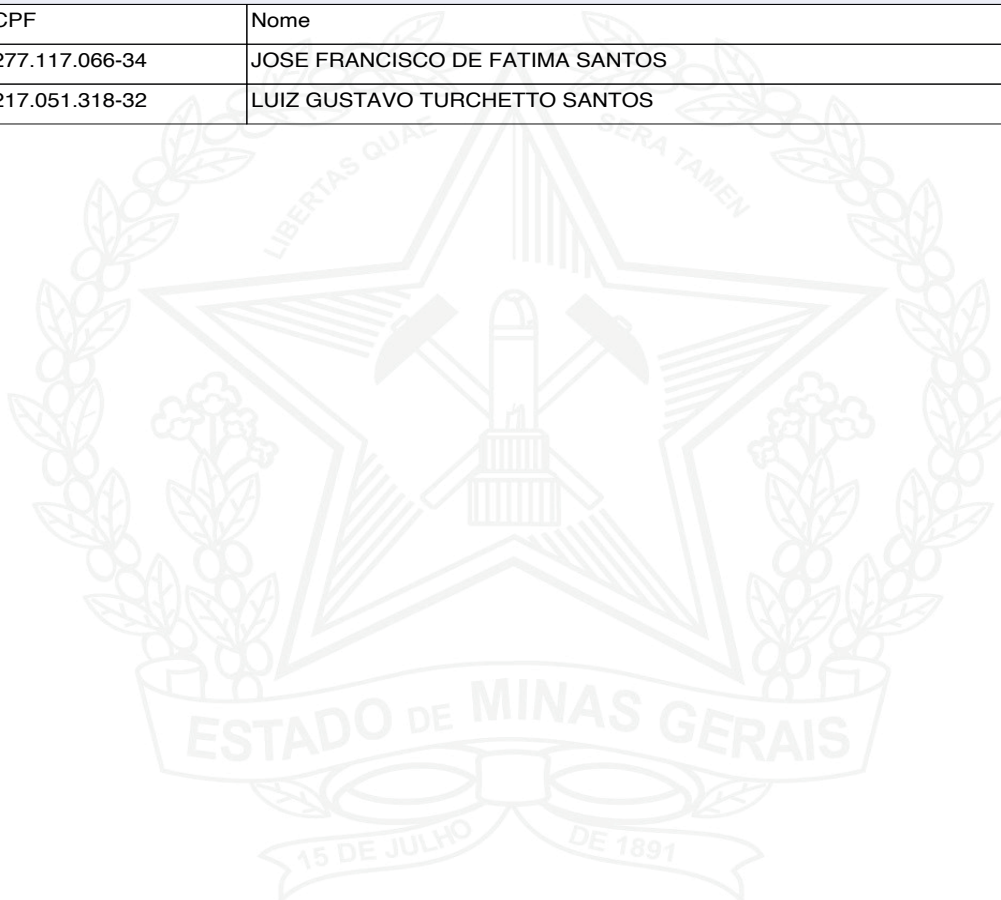 CPF Nome
277.117.066-34 JOSE FRANCISCO DE FATIMA SANTOS
217.051.318-32 LUIZ GUSTAVO TURCHETTO SANTOS
LIBERTAS QUAE SERA TAMEN
ESTADO DE MINAS GERAIS
15 DE JULHO DE 1891